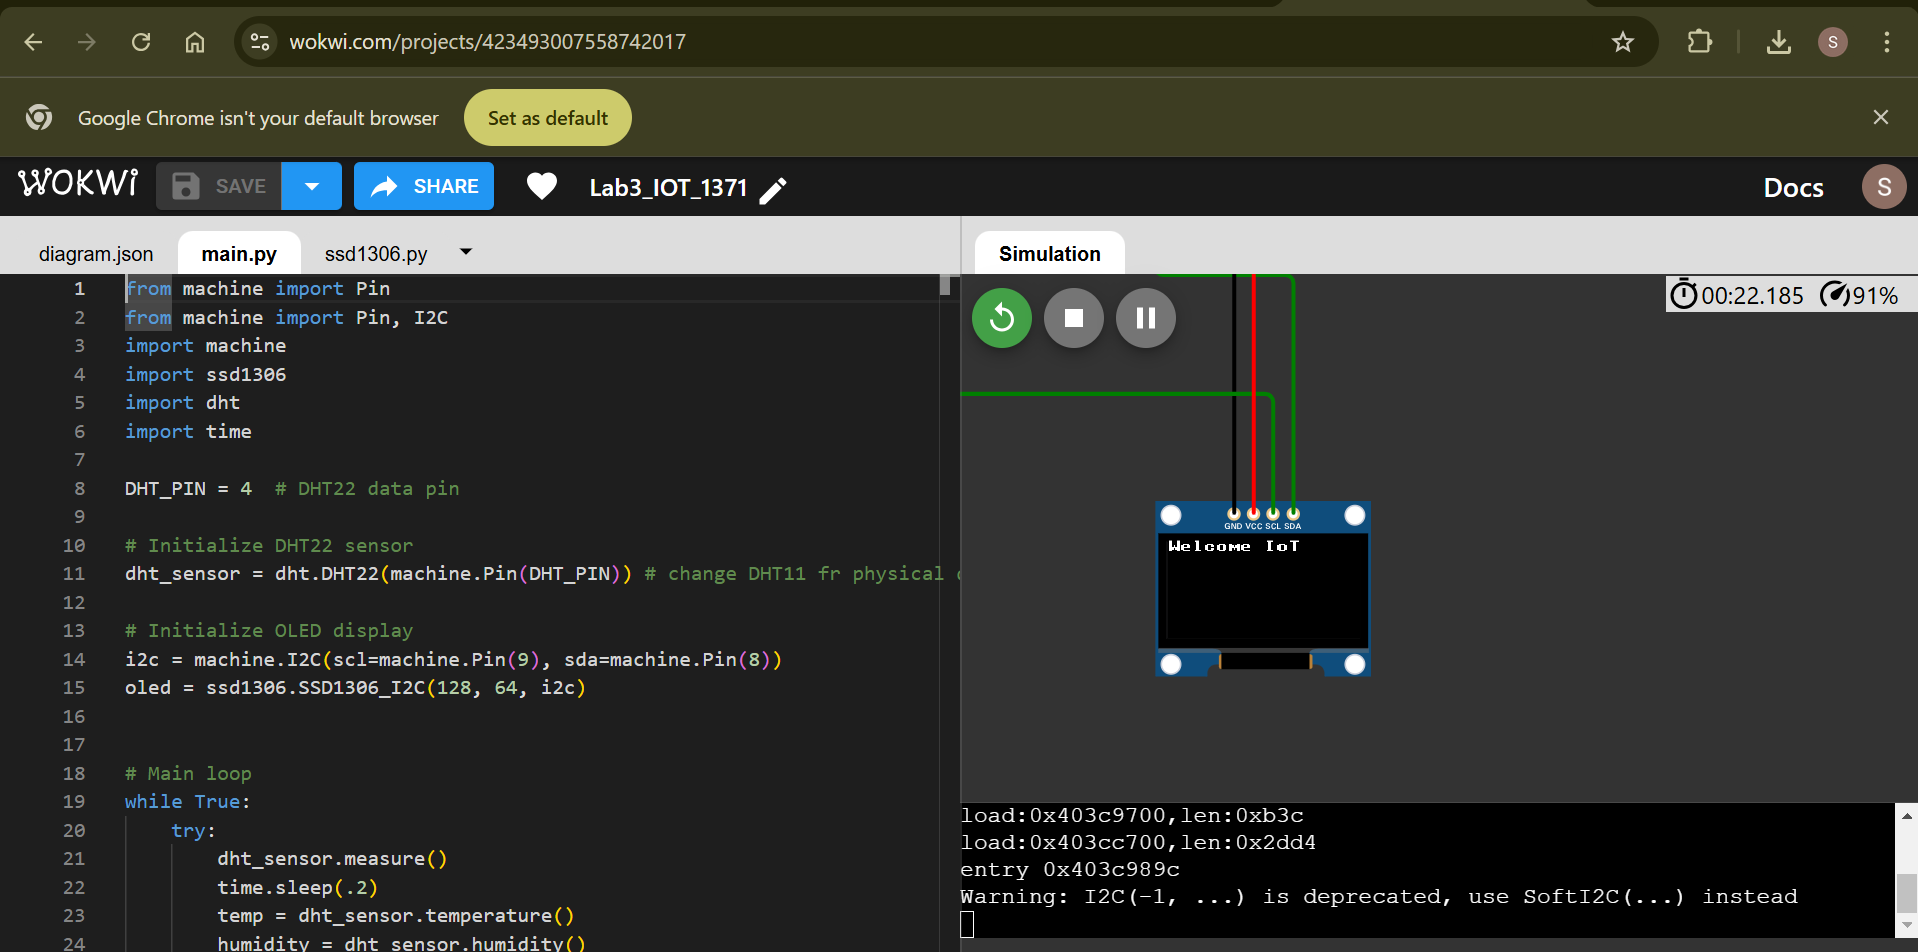 wokwi.com/projects/423493007558742017
S
Google Chrome isn't your default browser
Set as default
WOKWi
SAVE
SHARE
Lab3_IOT_1371
Docs
S
diagram.json
main.py
ssd1306.py
1 from machine import Pin
2 from machine import Pin, I2C
3 import machine
4 import ssd1306
5 import dht
6 import time
7
8 DHT_PIN = 4  # DHT22 data pin
9
10 # Initialize DHT22 sensor
11 dht_sensor = dht.DHT22(machine.Pin(DHT_PIN)) # change DHT11 fr physical
12
13 # Initialize OLED display
14 i2c = machine.I2C(scl=machine.Pin(9), sda=machine.Pin(8))
15 oled = ssd1306.SSD1306_I2C(128, 64, i2c)
16
17
18 # Main loop
19 while True:
20     try:
21         dht_sensor.measure()
22         time.sleep(.2)
23         temp = dht_sensor.temperature()
24         humidity = dht_sensor.humidity()
Simulation
00:22.185
91%
GND VCC SCL SDA
Welcome IoT
load:0x403c9700,len:0xb3c
load:0x403cc700,len:0x2dd4
entry 0x403c989c
Warning: I2C(-1, ...) is deprecated, use SoftI2C(...) instead